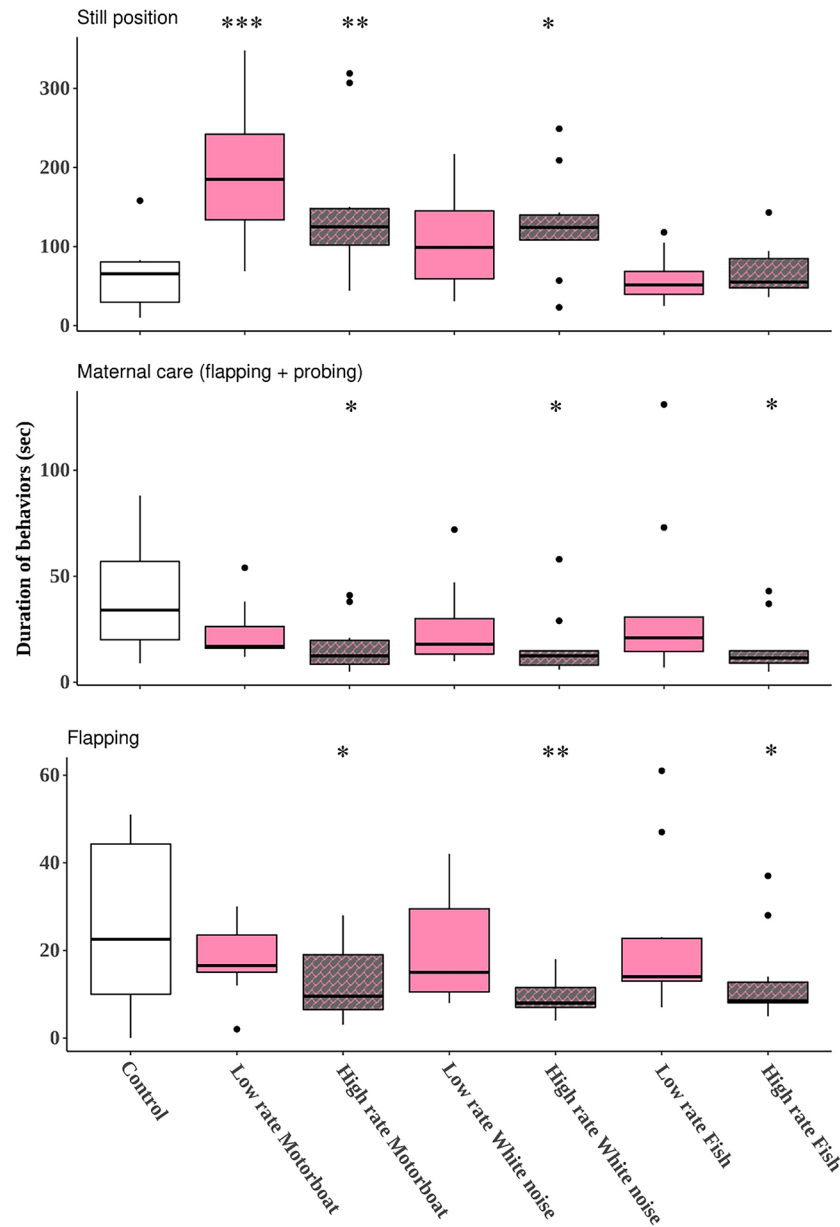 Still position
*** ** *
300
200
100
0
Maternal care (flapping + probing)
* * *
100
50
0
Duration of behaviors (sec)
Flapping
* ** *
60
40
20
0
Control
Low rate Motorboat
High rate Motorboat
Low rate White noise
High rate White noise
Low rate Fish
High rate Fish